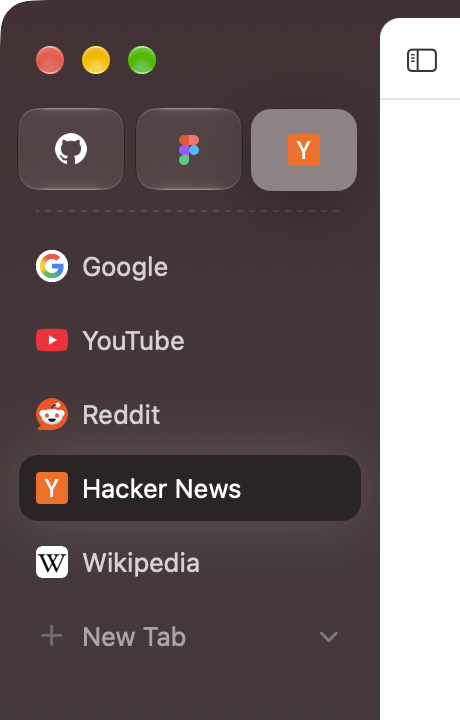 Y
Google
YouTube
Reddit
Y Hacker News
W Wikipedia
New Tab